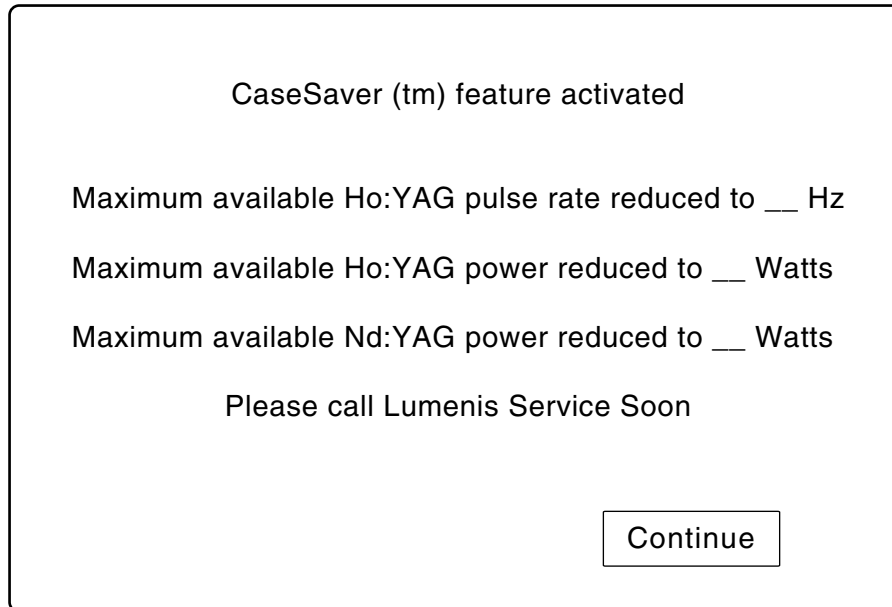 CaseSaver (tm) feature activated
Maximum available Ho:YAG pulse rate reduced to __ Hz
Maximum available Ho:YAG power reduced to __ Watts
Maximum available Nd:YAG power reduced to __ Watts
Please call Lumenis Service Soon
Continue